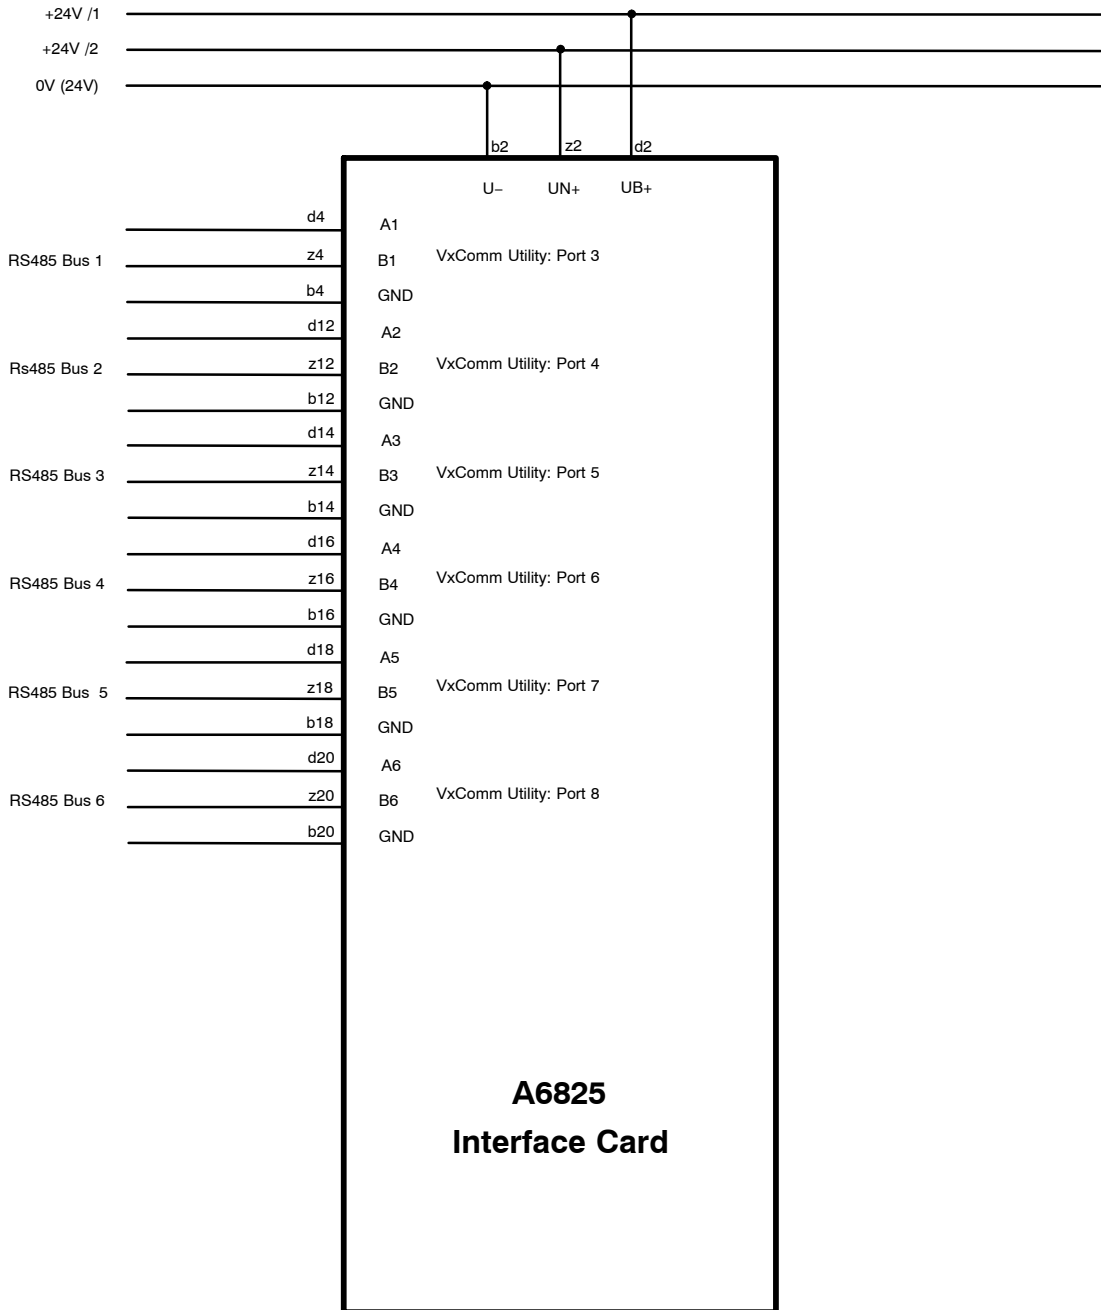 +24V /1
+24V /2
0V (24V)
b2 z2 d2
U– UN+ UB+
d4 A1
RS485 Bus 1 z4 B1 VxComm Utility: Port 3
b4 GND
d12 A2
Rs485 Bus 2 z12 B2 VxComm Utility: Port 4
b12 GND
d14 A3
RS485 Bus 3 z14 B3 VxComm Utility: Port 5
b14 GND
d16 A4
RS485 Bus 4 z16 B4 VxComm Utility: Port 6
b16 GND
d18 A5
RS485 Bus 5 z18 B5 VxComm Utility: Port 7
b18 GND
d20 A6
RS485 Bus 6 z20 B6 VxComm Utility: Port 8
b20 GND
A6825
Interface Card